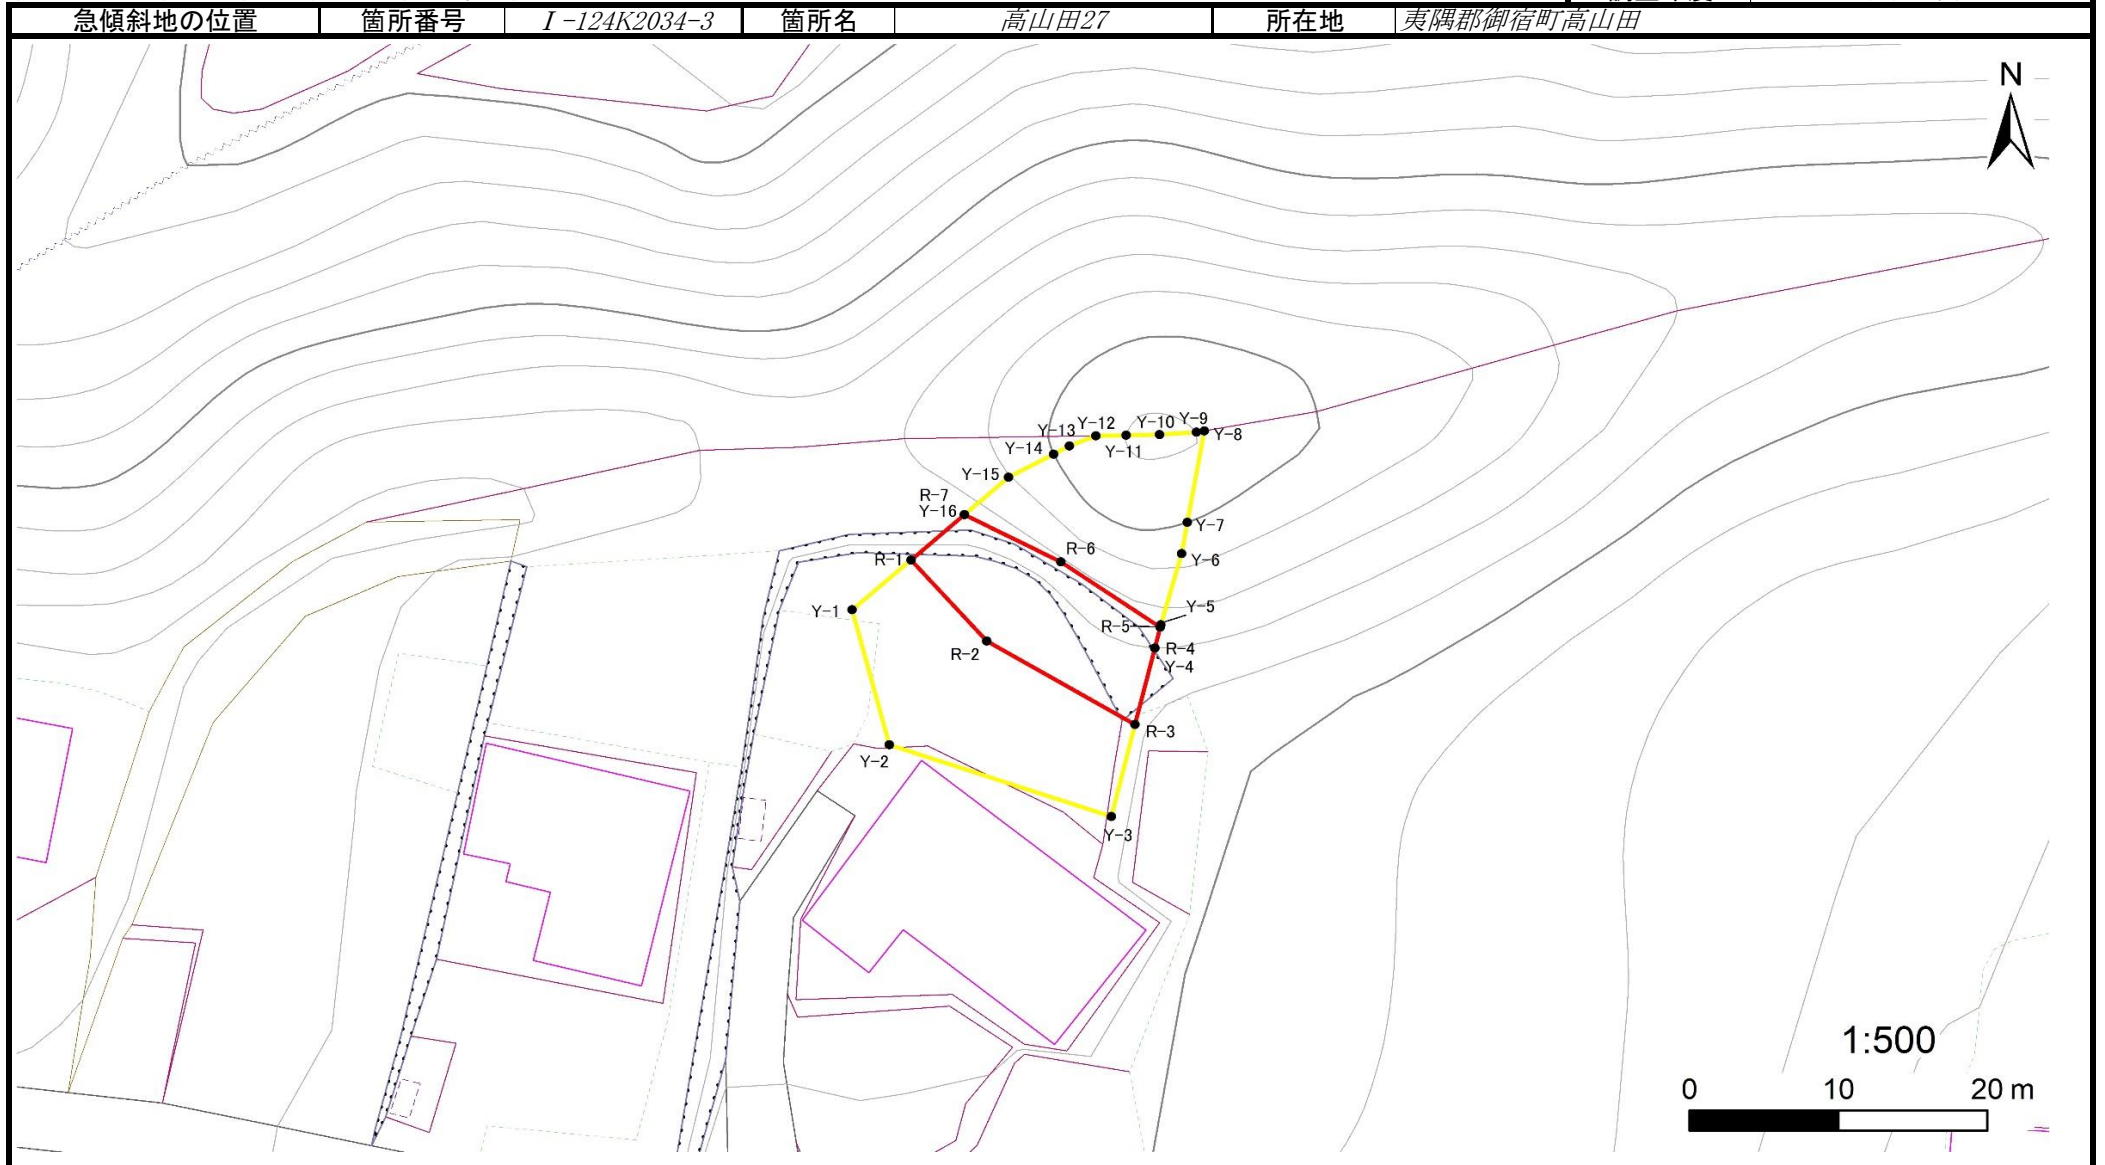 急傾斜地の位置 箇所番号 Ⅰ-124K2034-3 箇所名 高山田27 所在地 夷隅郡御宿町高山田
N
Y-9
Y-12 Y-10
Y-13 Y-8
Y-14 Y-11
Y-15
R-7
Y-16
Y-7
R-6
R-1 Y-6
Y-1 Y-5
R-5
R-4
R-2
Y-4
R-3
Y-2
Y-3
1:500
0 10 20 m